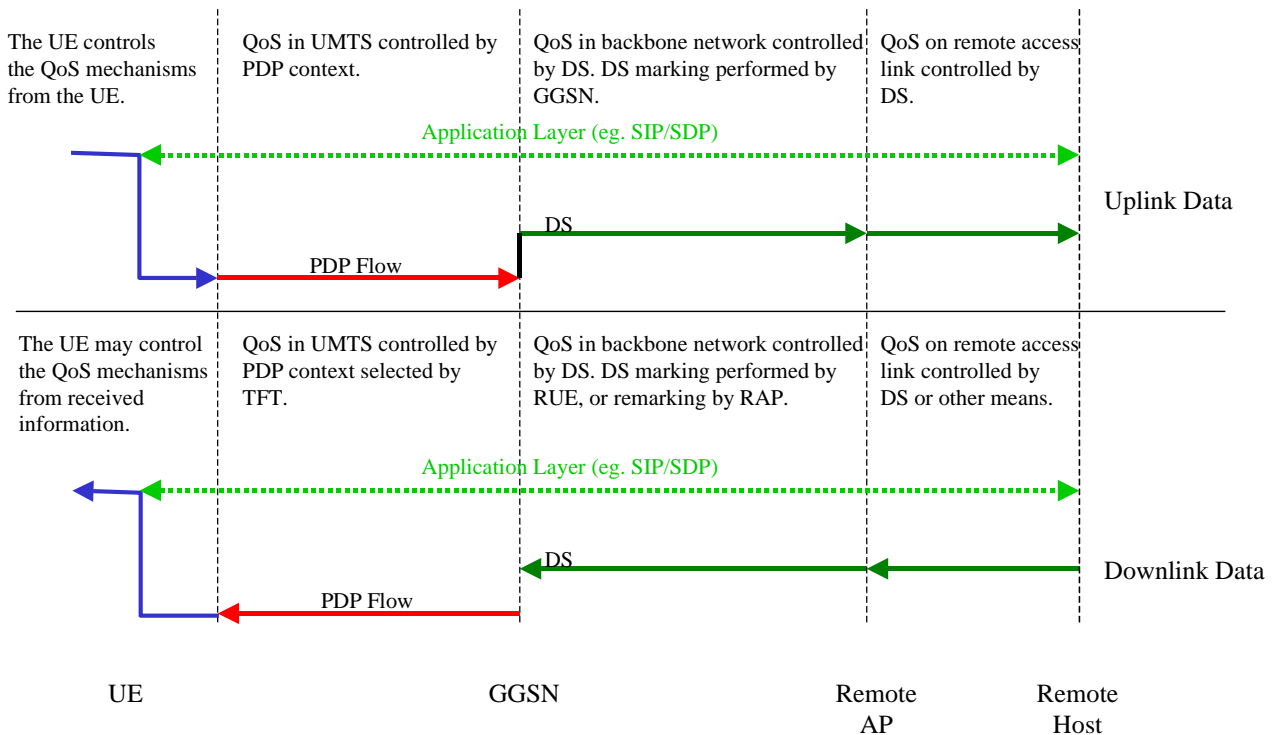 The UE controls
the QoS mechanisms
from the UE.
QoS in UMTS controlled by
PDP context.
QoS in backbone network controlled
by DS. DS marking performed by
GGSN.
QoS on remote access
link controlled by
DS.
Application Layer (eg. SIP/SDP)
Uplink Data
DS
PDP Flow
The UE may control
the QoS mechanisms
from received
information.
QoS in UMTS controlled by
PDP context selected by
TFT.
QoS in backbone network controlled
by DS. DS marking performed by
RUE, or remarking by RAP.
QoS on remote access
link controlled by
DS or other means.
Application Layer (eg. SIP/SDP)
DS
Downlink Data
PDP Flow
UE
GGSN
Remote
AP
Remote
Host